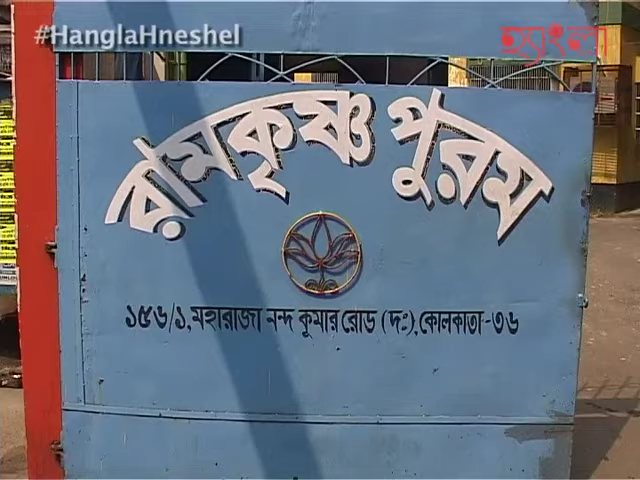 #HanglaHneshel
হ্যাংলা
রামকৃষ্ণ পুরম
১৫৬/১,মহারাজা নন্দ কুমার রোড (দঃ),কোলকাতা-৩৬